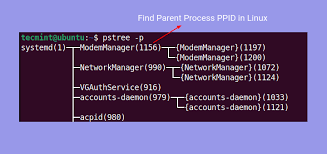 Find Parent Process PPID in Linux
tecmint@ubuntu:~$ pstree -p
systemd(1)─┬─ModemManager(1156)─┬─{ModemManager}(1197)
           │                    └─{ModemManager}(1200)
           ├─NetworkManager(990)─┬─{NetworkManager}(1072)
           │                     └─{NetworkManager}(1124)
           ├─VGAuthService(916)
           ├─accounts-daemon(979)─┬─{accounts-daemon}(1033)
           │                      └─{accounts-daemon}(1121)
           ├─acpid(980)